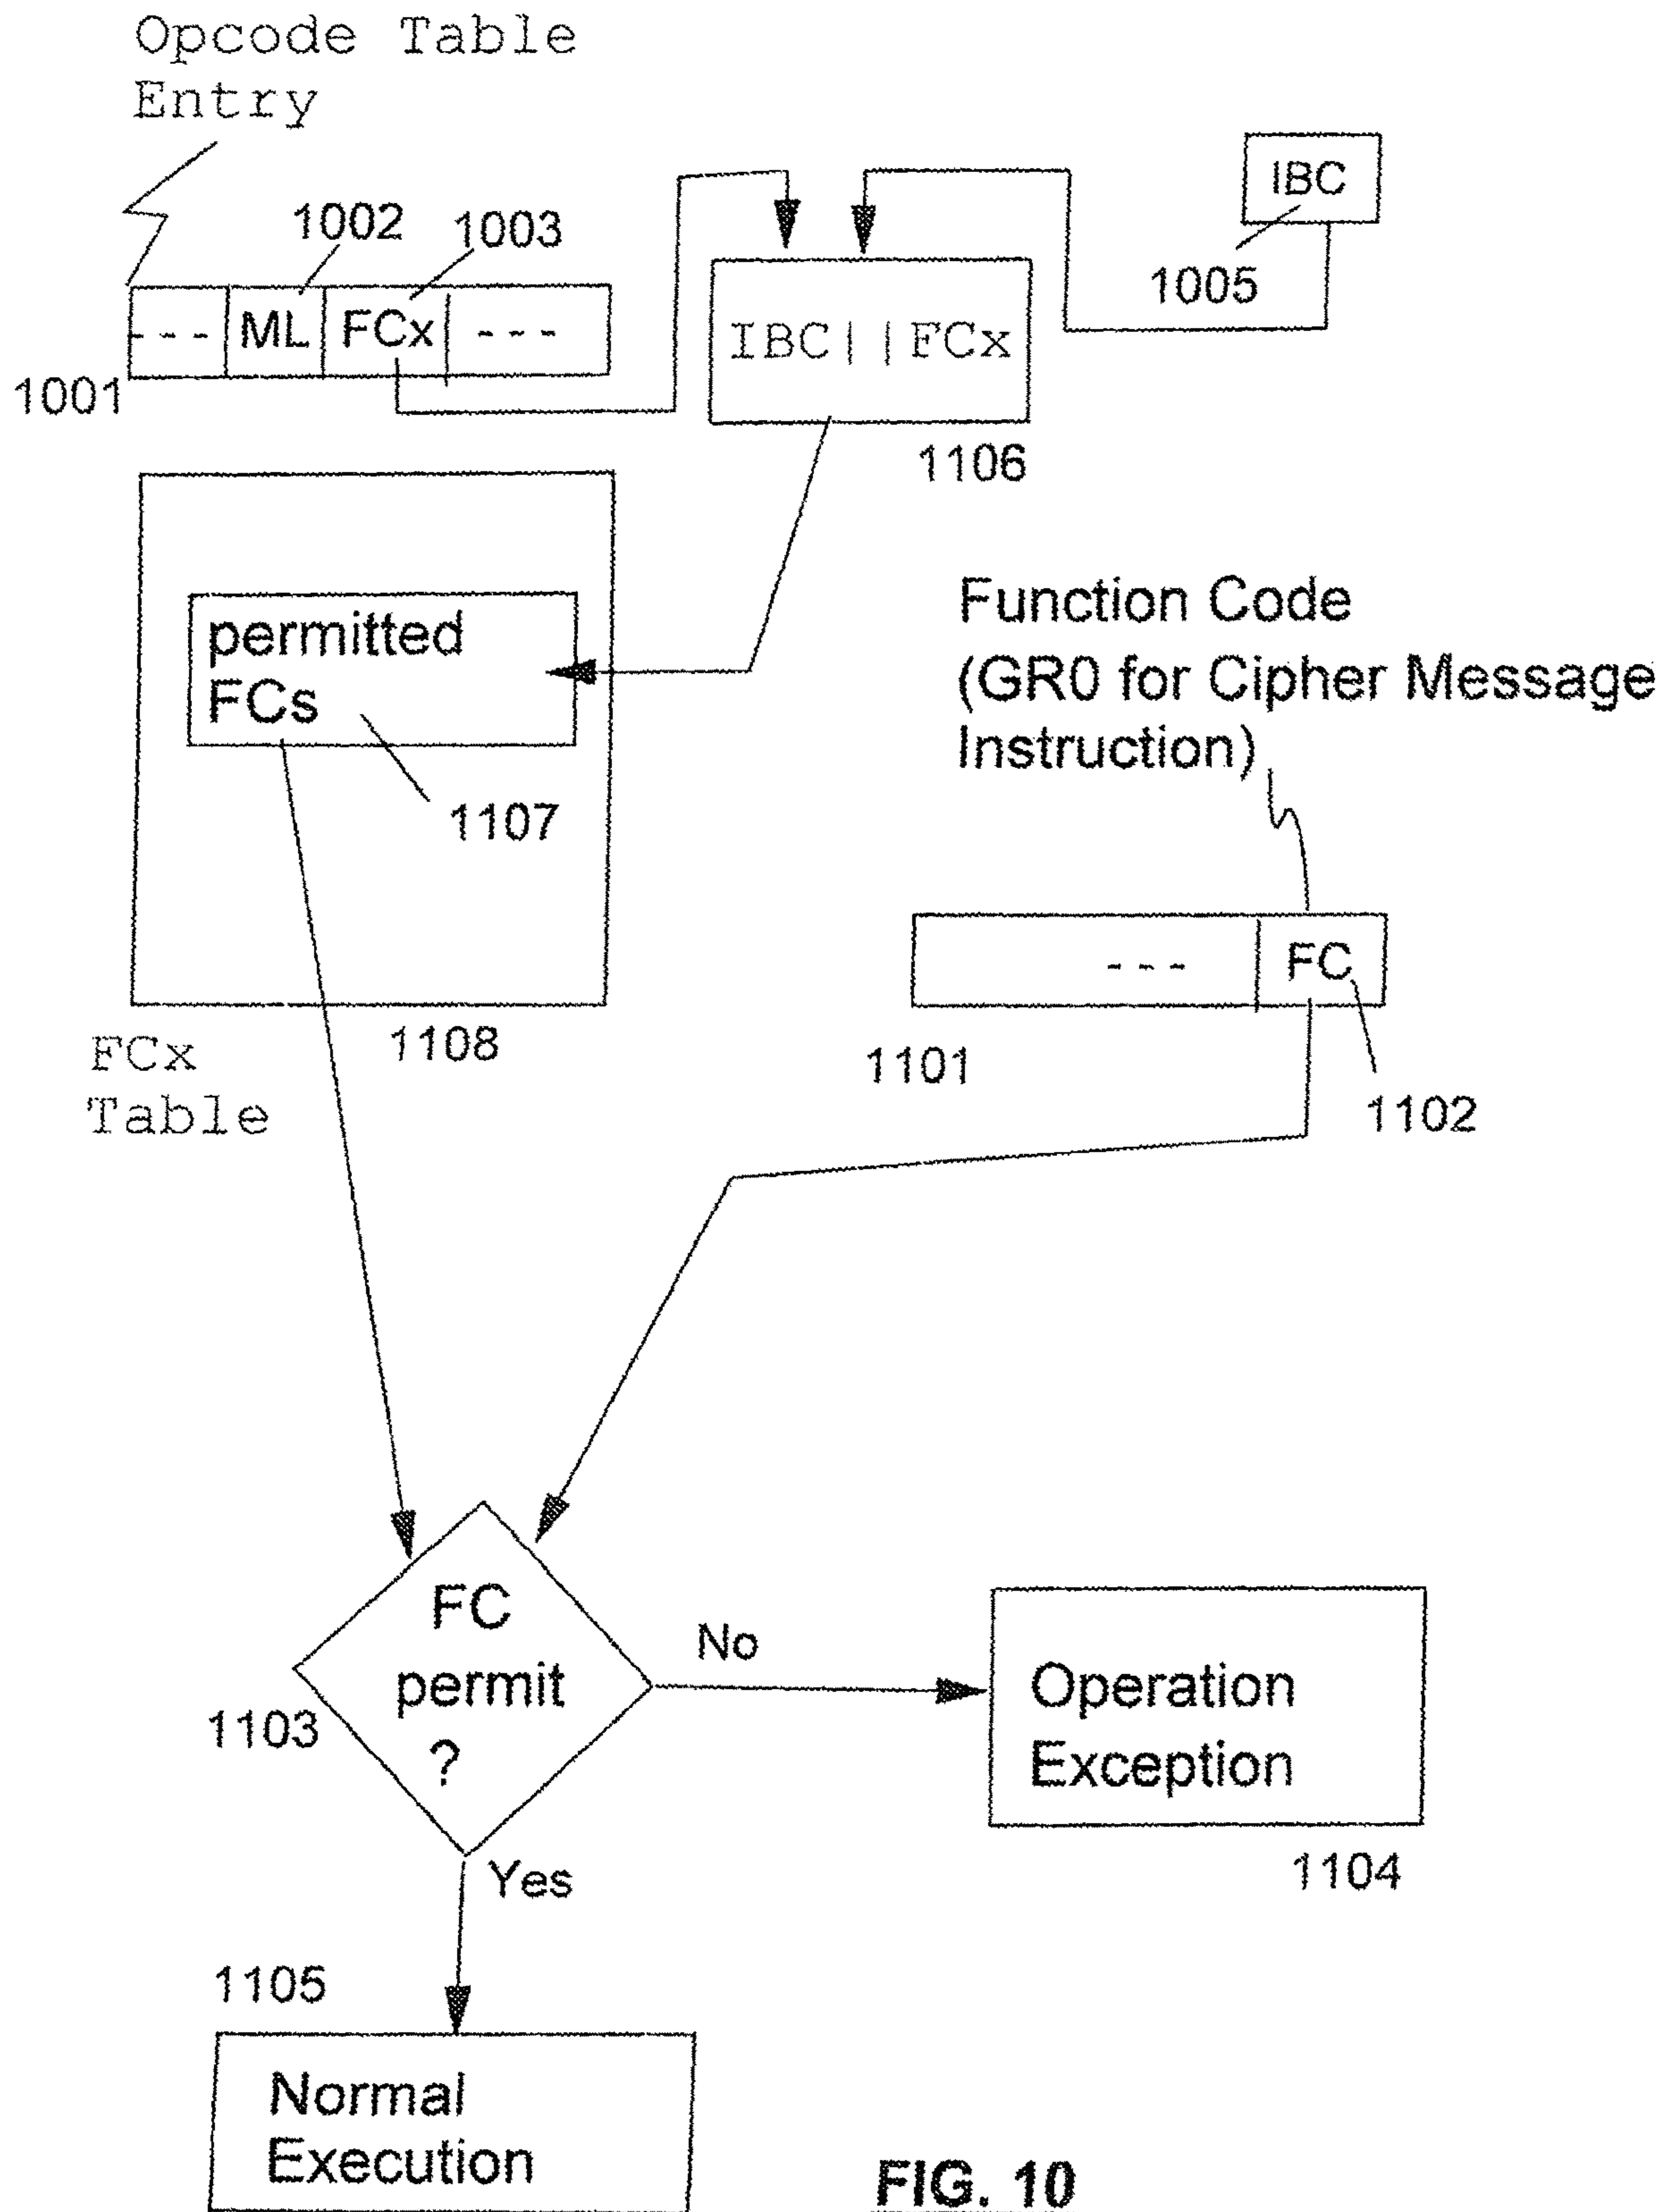 Opcode Table
Entry
IBC
1002
1003
1005
--- ML FCx ---
IBC||FCx
1001
1106
Function Code
(GR0 for Cipher Message
Instruction)
permitted
FCs
1107
--- FC
1108
1101
1102
FCx
Table
FC
permit
?
No
1103
Operation
Exception
1104
Yes
1105
Normal
Execution
FIG. 10